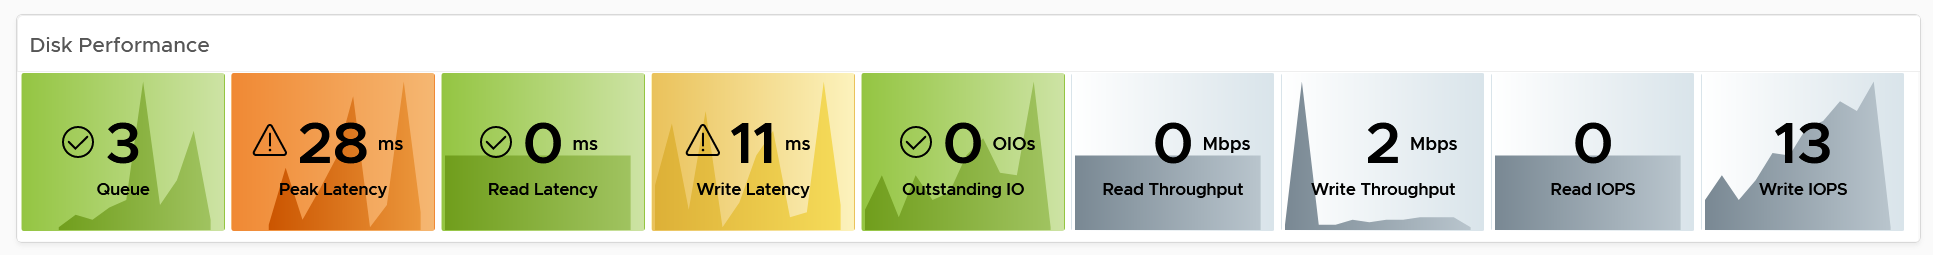 Disk Performance
3
Queue
28 ms
Peak Latency
0 ms
Read Latency
11 ms
Write Latency
0 OIOs
Outstanding IO
0 Mbps
Read Throughput
2 Mbps
Write Throughput
0
Read IOPS
13
Write IOPS